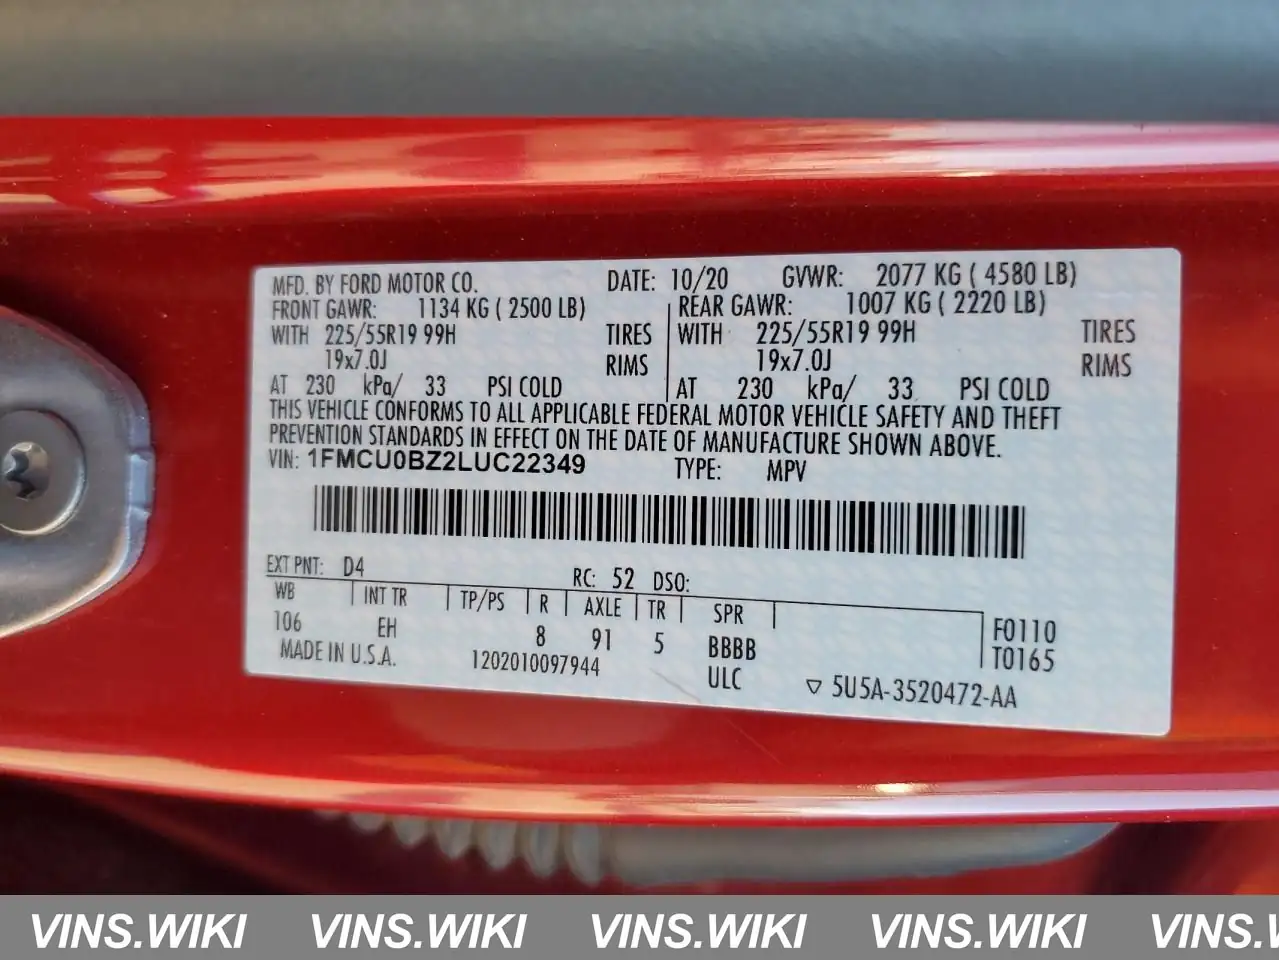 MFD. BY FORD MOTOR CO. DATE: 10/20 GVWR: 2077 KG ( 4580 LB)
FRONT GAWR: 1134 KG ( 2500 LB) REAR GAWR: 1007 KG ( 2220 LB)
WITH 225/55R19 99H TIRES WITH 225/55R19 99H TIRES
19x7.0J RIMS 19x7.0J RIMS
AT 230 kPa/ 33 PSI COLD AT 230 kPa/ 33 PSI COLD
THIS VEHICLE CONFORMS TO ALL APPLICABLE FEDERAL MOTOR VEHICLE SAFETY AND THEFT
PREVENTION STANDARDS IN EFFECT ON THE DATE OF MANUFACTURE SHOWN ABOVE.
VIN: 1FMCU0BZ2LUC22349 TYPE: MPV
EXT PNT: D4 RC: 52 DSO:
WB INT TR TP/PS R AXLE TR SPR
106 EH 8 91 5 BBBB F0110
T0165
MADE IN U.S.A. 1202010097944 ULC ▽ 5U5A-3520472-AA
VINS.WIKI VINS.WIKI VINS.WIKI VINS.WIKI VINS.W